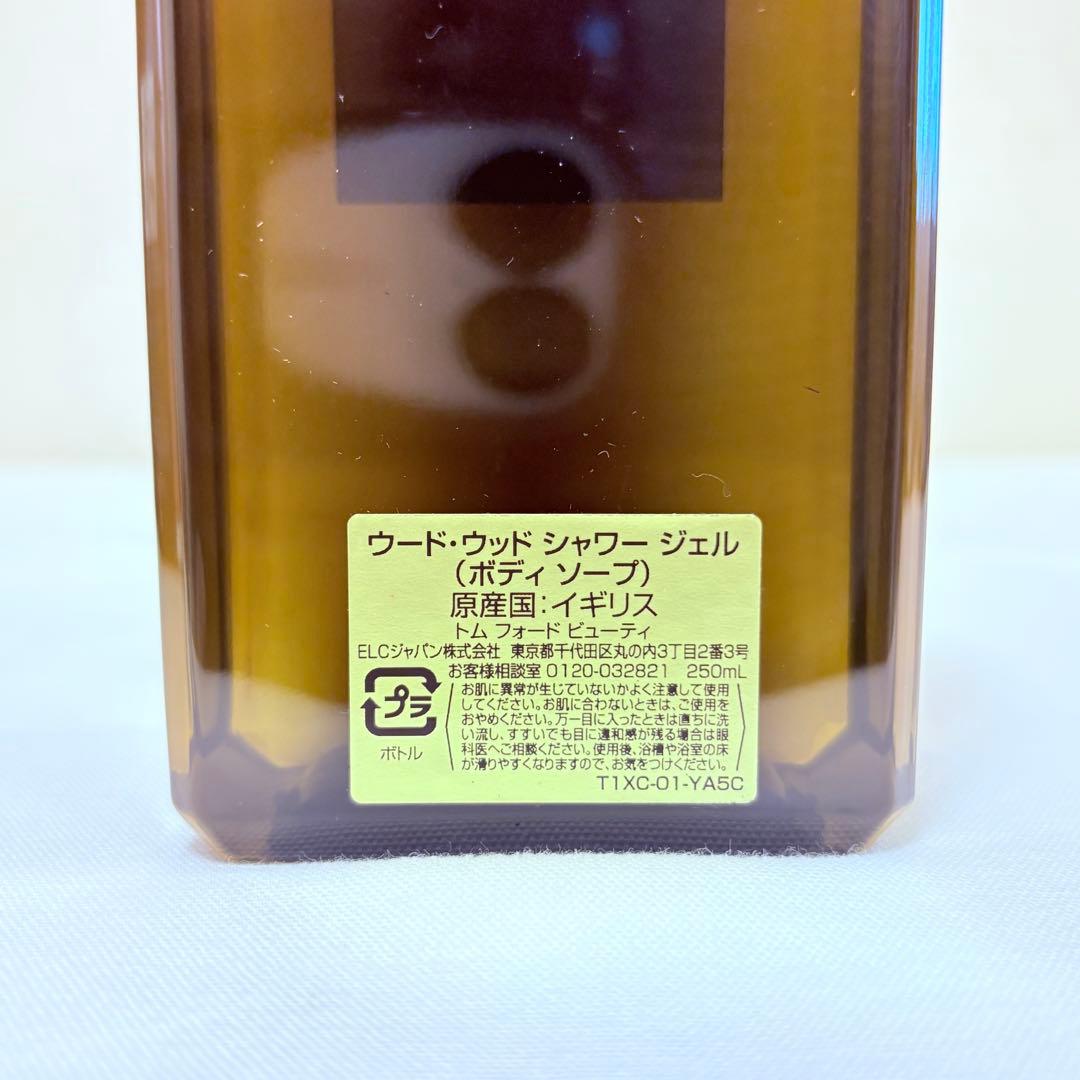 ウード・ウッド シャワー ジェル
（ボディ ソープ）
原産国：イギリス
トム フォード ビューティ
ELCジャパン株式会社 東京都千代田区丸の内3丁目2番3号
お客様相談室 0120-032821 250mL
プラ
ボトル
お肌に異常が生じていないかよく注意して使用
してください。お肌に合わないときは、ご使用を
おやめください。万一目に入ったときは直ちに洗
い流し、すすいでも目に違和感が残る場合は眼
科医へご相談ください。使用後、浴槽や浴室の床
が滑りやすくなりますので、お気をつけください。
T1XC-01-YA5C